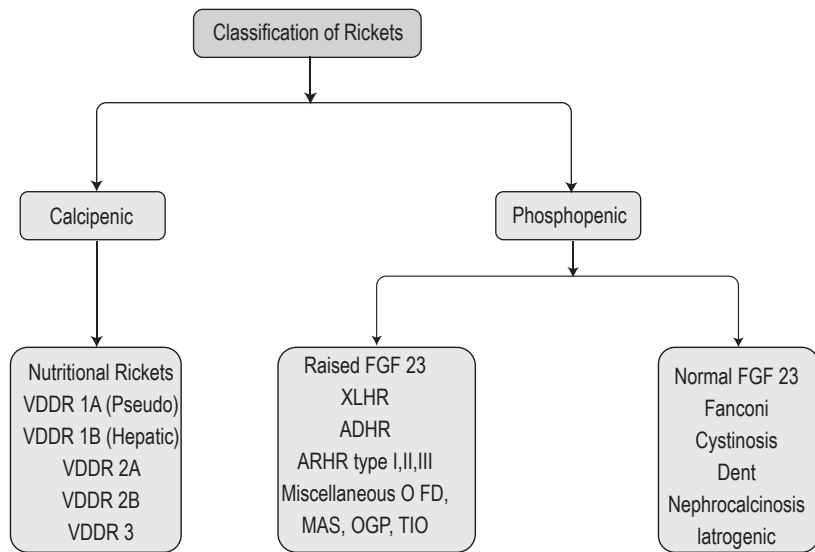 Classification of Rickets
Calcipenic
Phosphopenic
Nutritional Rickets
VDDR 1A (Pseudo)
VDDR 1B (Hepatic)
VDDR 2A
VDDR 2B
VDDR 3
Raised FGF 23
XLHR
ADHR
ARHR type I,II,III
Miscellaneous O FD,
MAS, OGP, TIO
Normal FGF 23
Fanconi
Cystinosis
Dent
Nephrocalcinosis
Iatrogenic